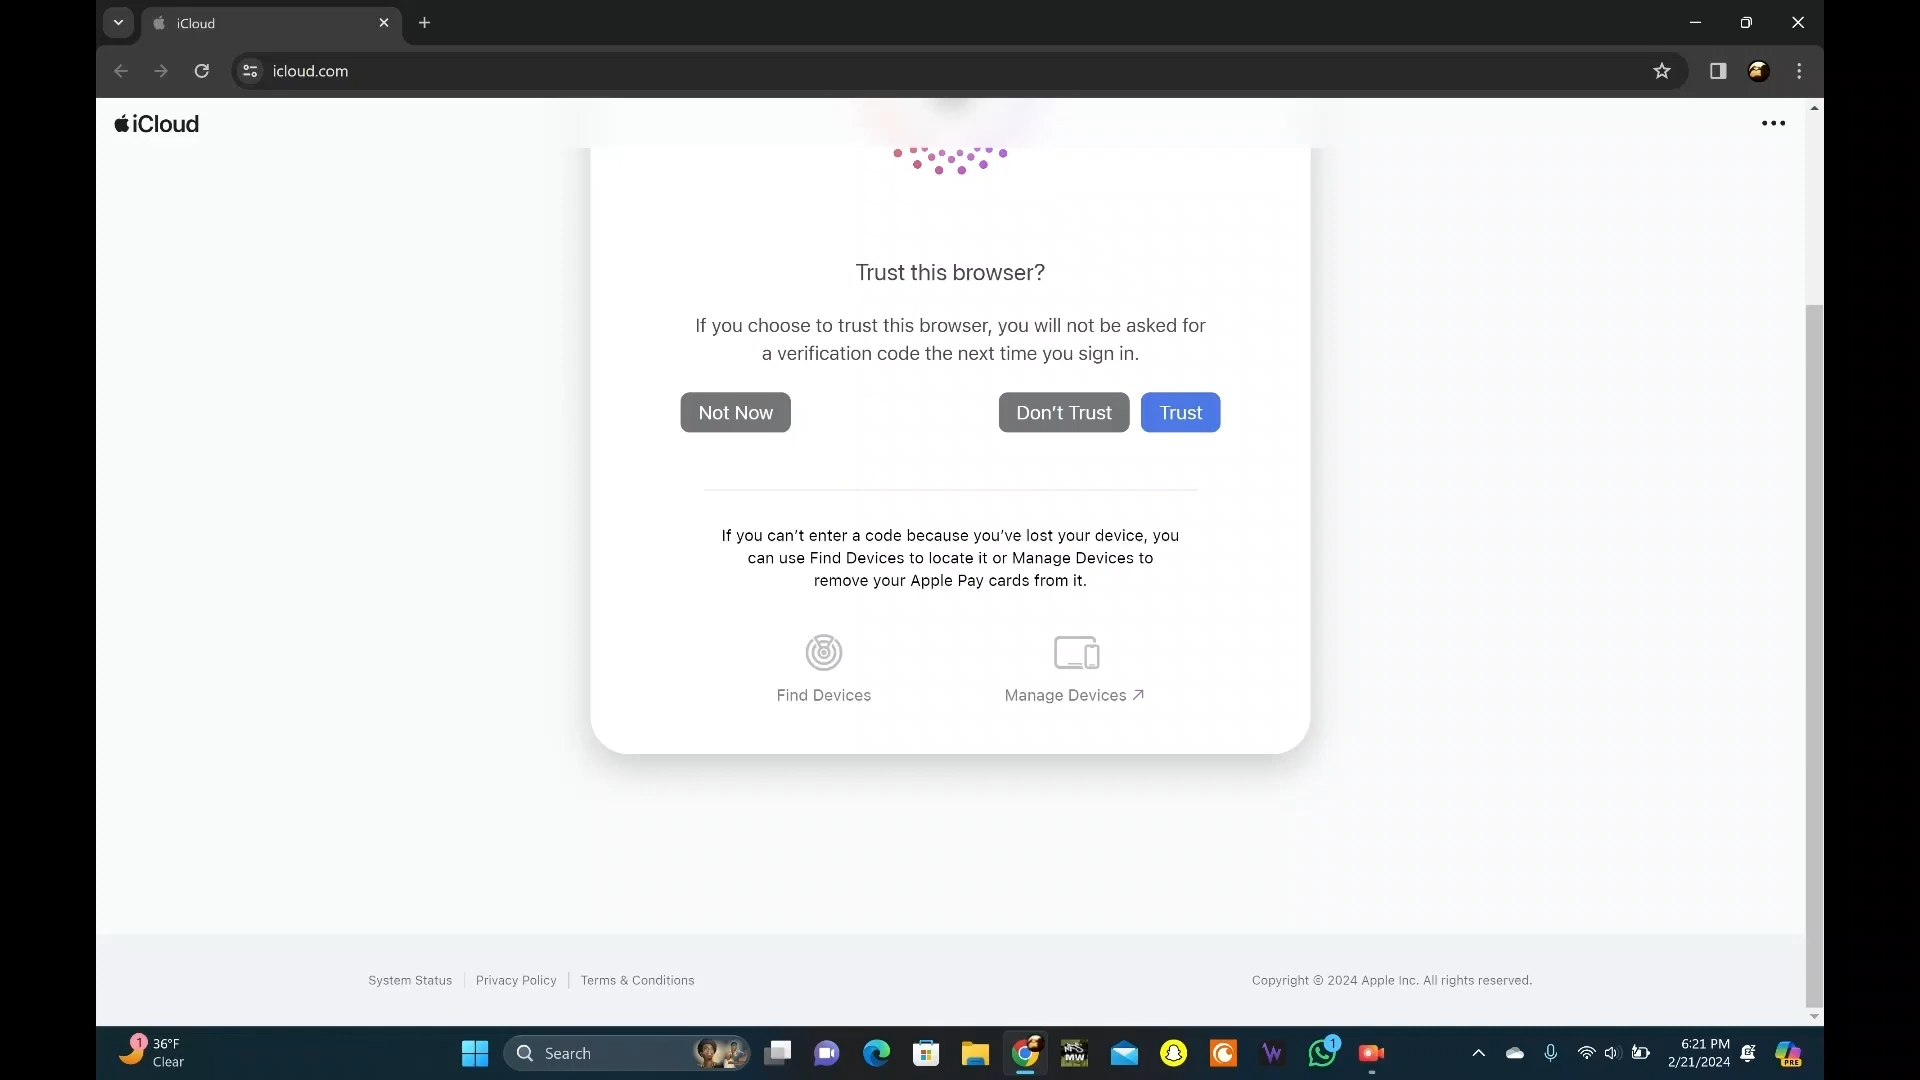 iCloud
icloud.com
iCloud
Trust this browser?
If you choose to trust this browser, you will not be asked for
a verification code the next time you sign in.
Not Now
Don't Trust
Trust
If you can't enter a code because you've lost your device, you
can use Find Devices to locate it or Manage Devices to
remove your Apple Pay cards from it.
Find Devices
Manage Devices ↗
System Status
Privacy Policy
Terms & Conditions
Copyright © 2024 Apple Inc. All rights reserved.
1
36°F
Clear
Search
MW
W
1
6:21 PM
2/21/2024
PRE